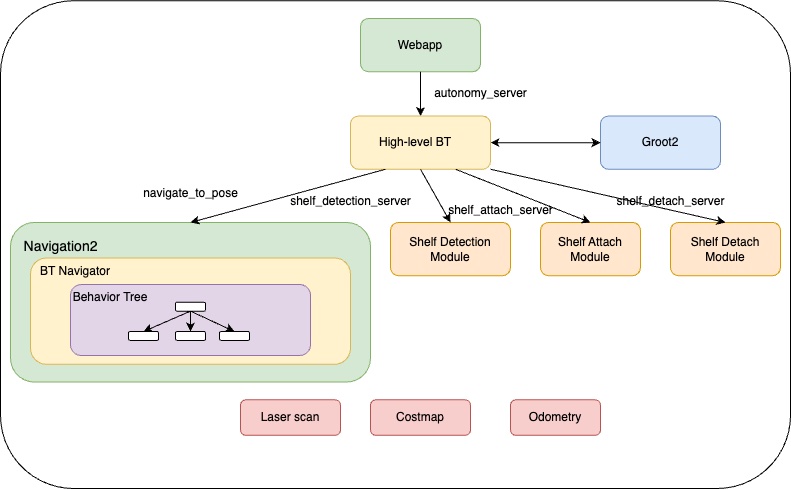 Webapp
autonomy_server
High-level BT
Groot2
navigate_to_pose
shelf_detection_server
shelf_attach_server
shelf_detach_server
Navigation2
BT Navigator
Behavior Tree
Shelf Detection
Module
Shelf Attach
Module
Shelf Detach
Module
Laser scan
Costmap
Odometry